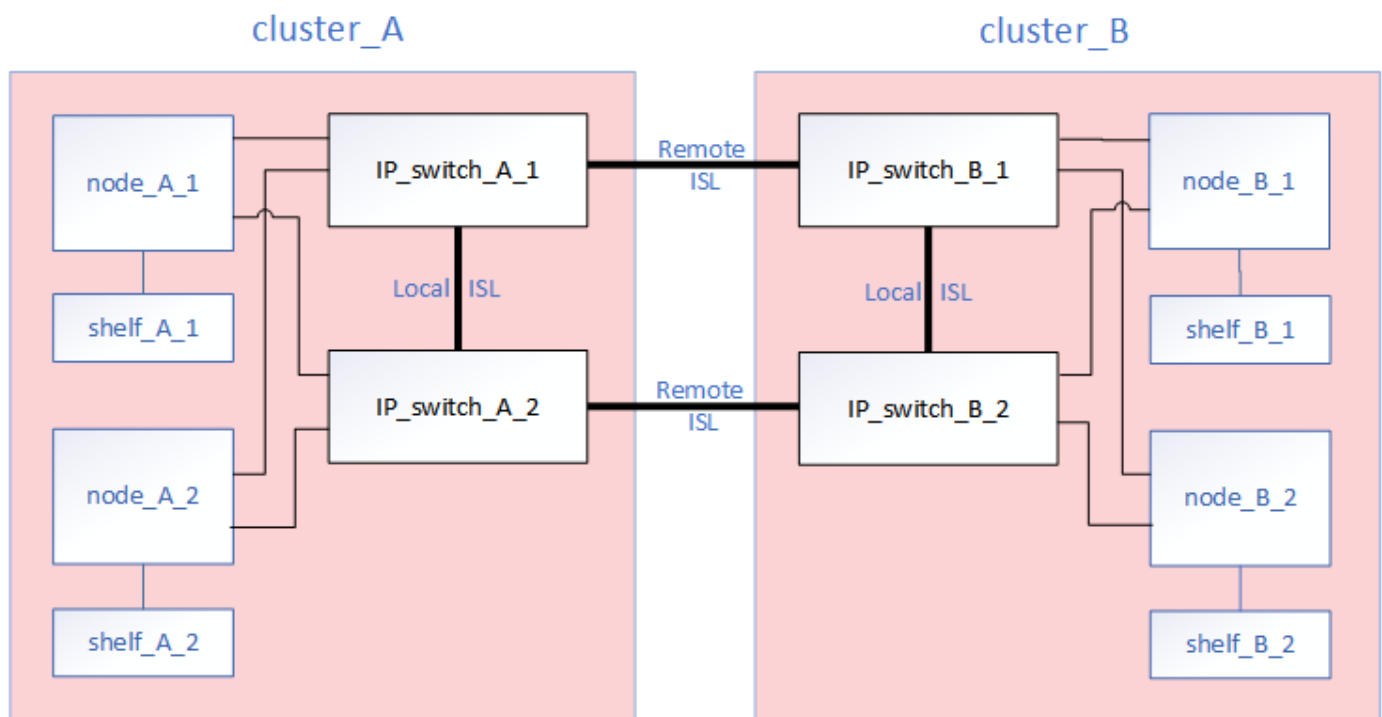 cluster_A
cluster_B
node_A_1
IP_switch_A_1
Remote
ISL
IP_switch_B_1
node_B_1
shelf_A_1
Local ISL
Local ISL
shelf_B_1
IP_switch_A_2
Remote
ISL
IP_switch_B_2
node_A_2
node_B_2
shelf_A_2
shelf_B_2